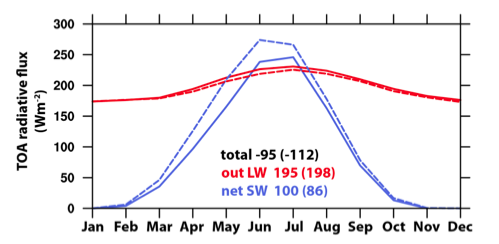 TOA radiative flux
(Wm-2)
300
250
200
150
100
50
0
total -95 (-112)
out LW 195 (198)
net SW 100 (86)
Jan Feb Mar Apr May Jun Jul Aug Sep Oct Nov Dec